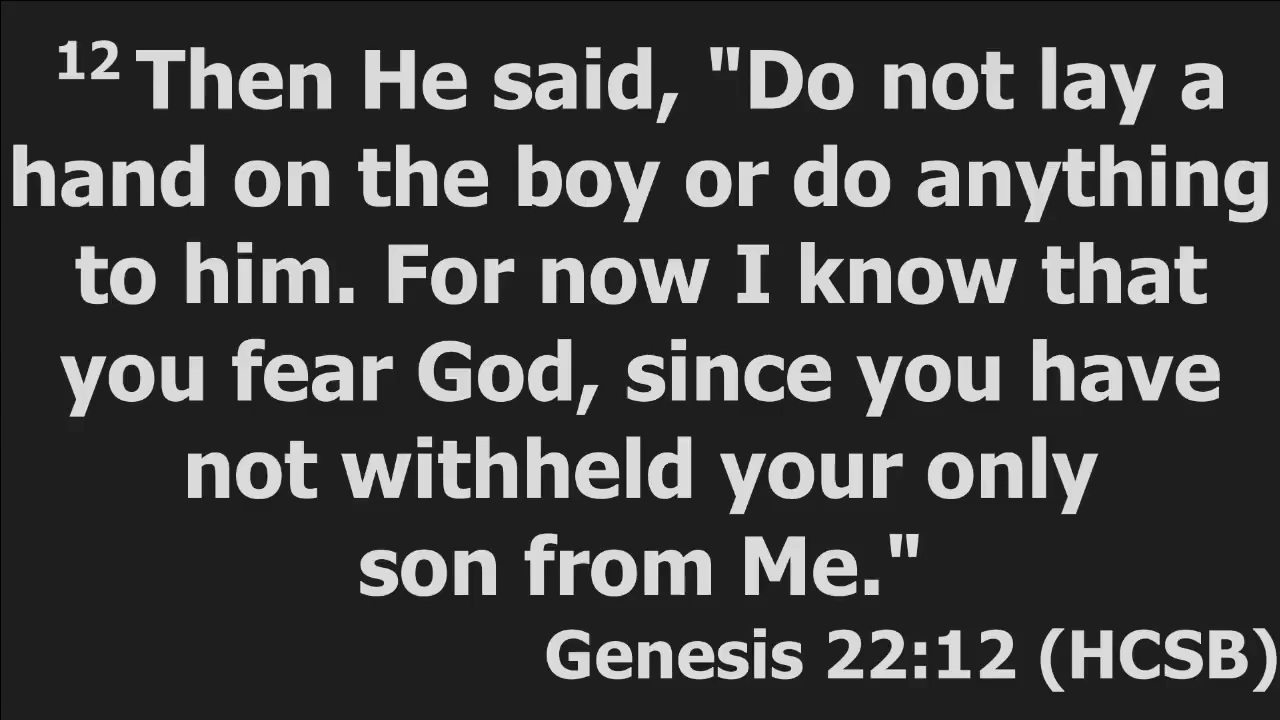 12 Then He said, "Do not lay a
hand on the boy or do anything
to him. For now I know that
you fear God, since you have
not withheld your only
son from Me."
Genesis 22:12 (HCSB)